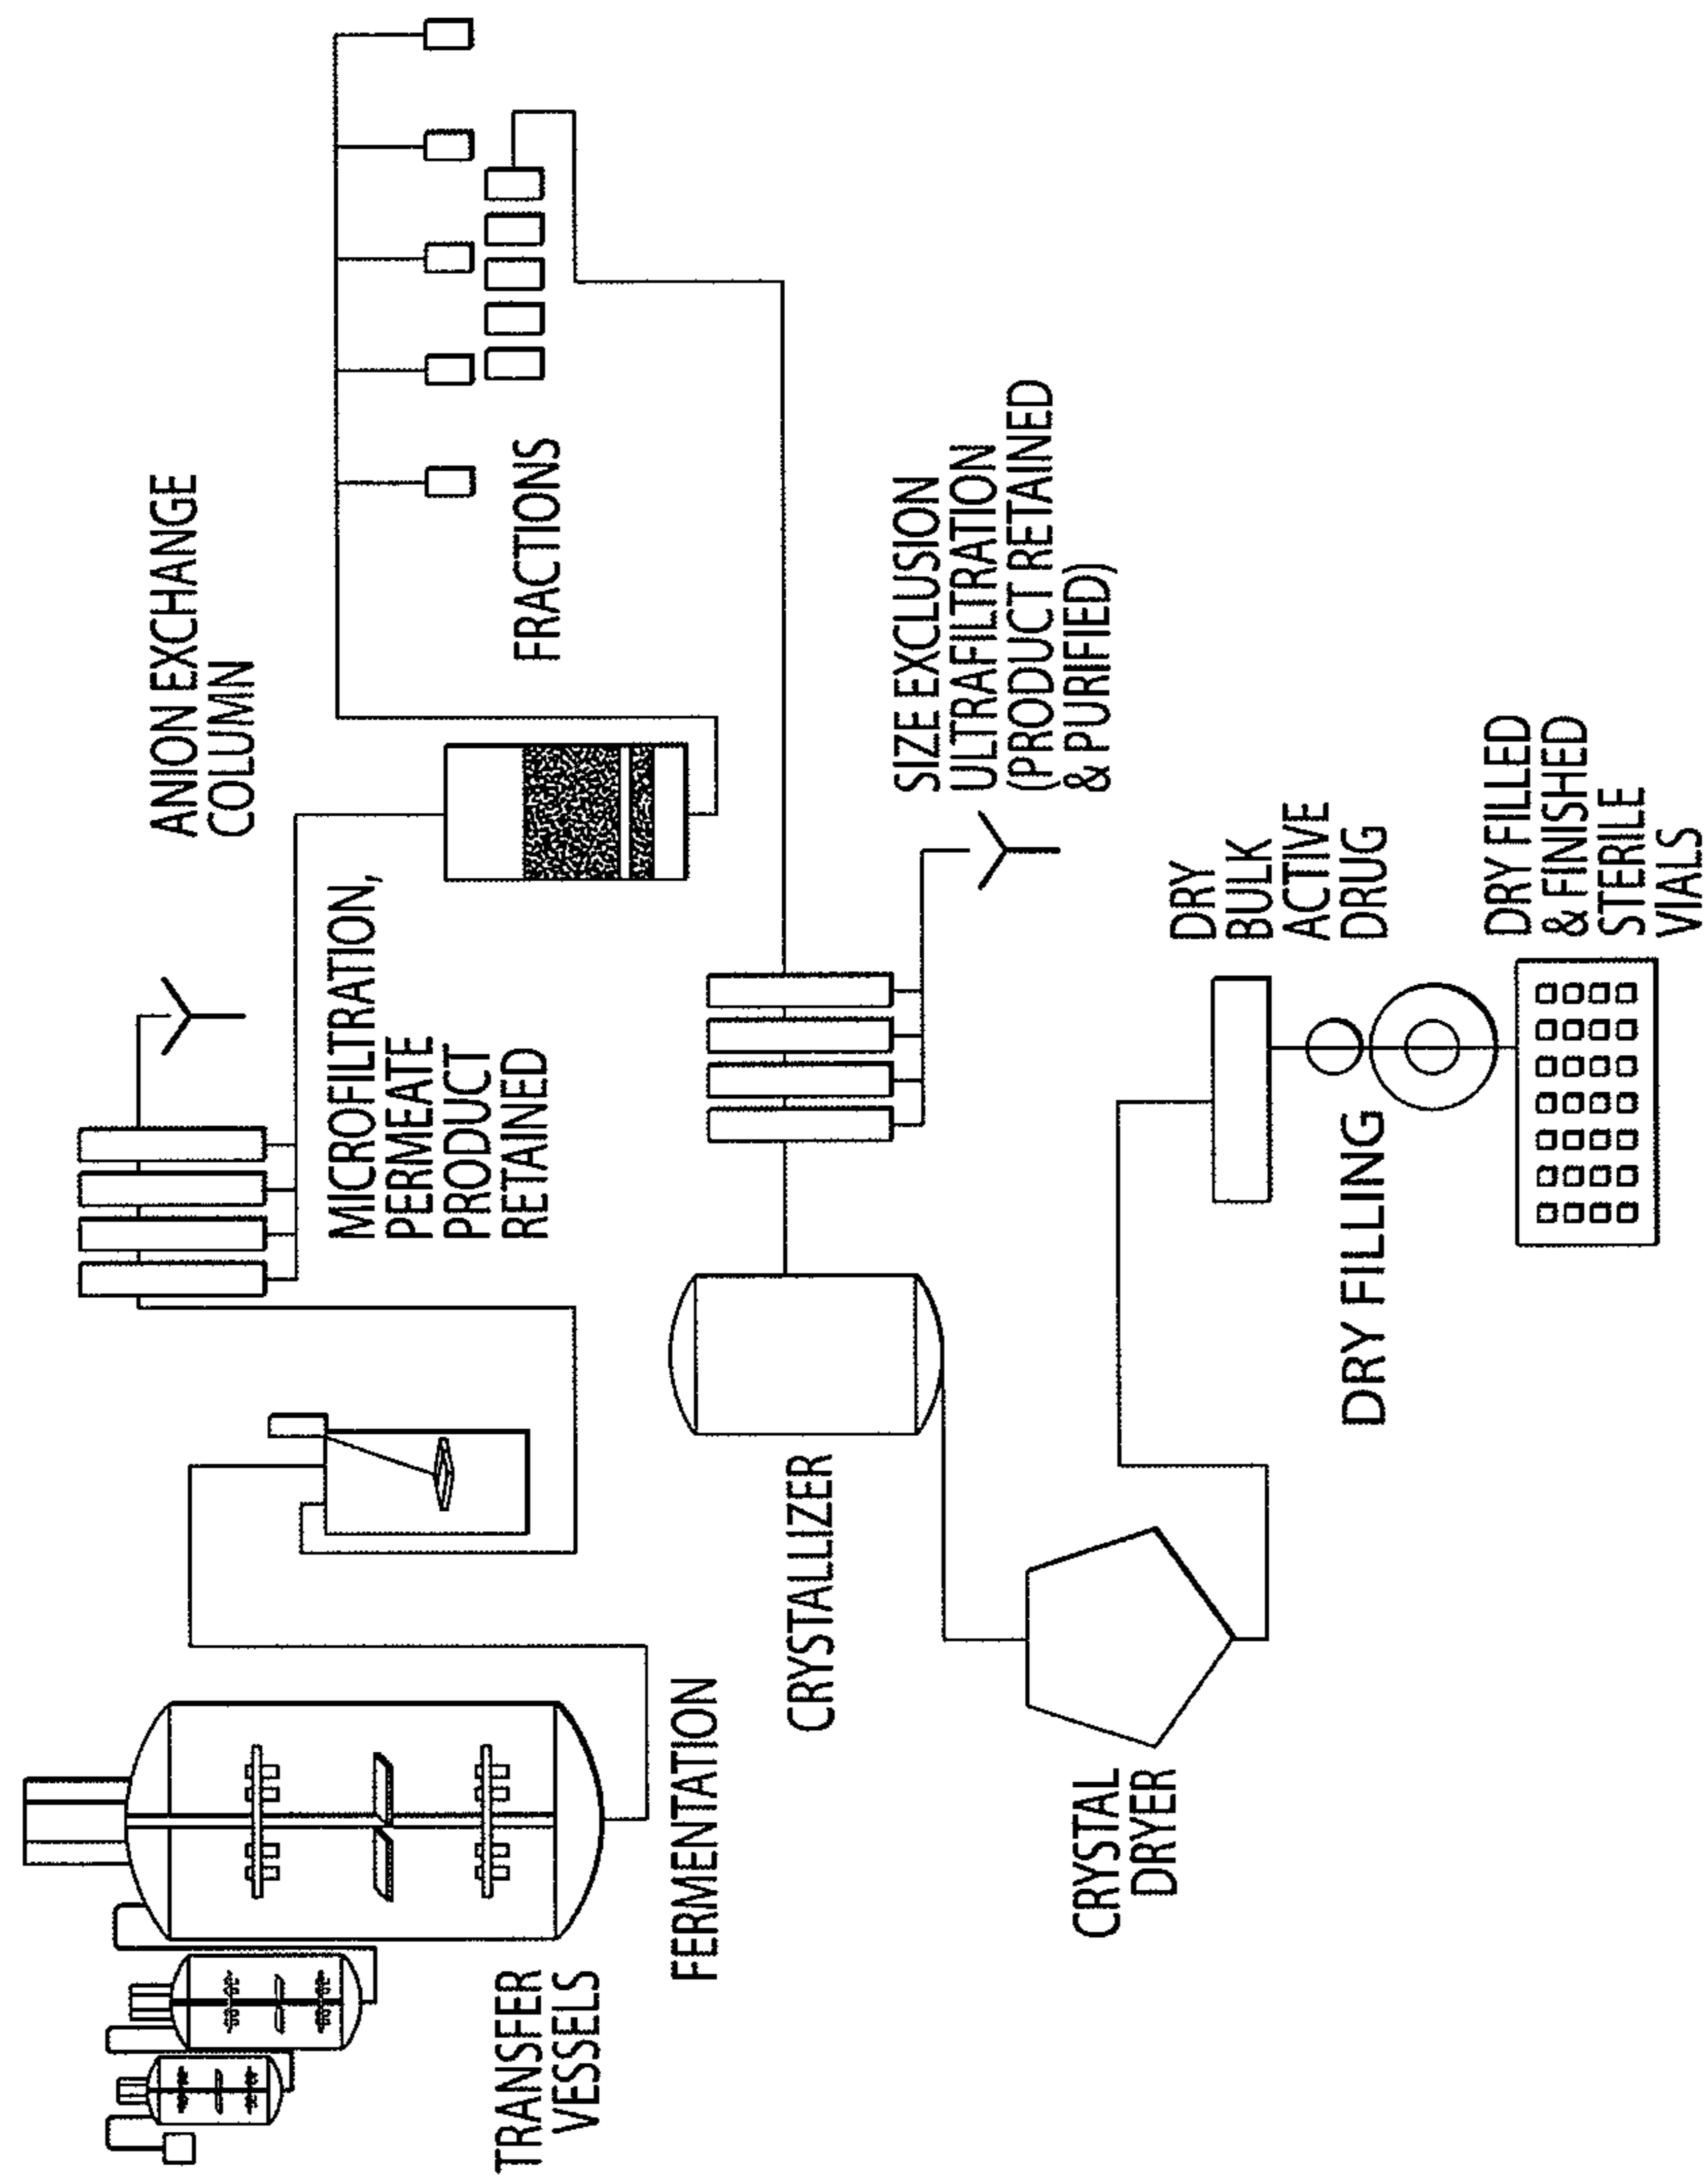 TRANSFER
VESSELS
FERMENTATION
MICROFILTRATION,
PERMEATE
PRODUCT
RETAINED
ANION EXCHANGE
COLUMN
FRACTIONS
SIZE EXCLUSION
ULTRAFILTRATION
(PRODUCT RETAINED
& PURIFIED)
CRYSTALLIZER
CRYSTAL
DRYER
DRY
BULK
ACTIVE
DRUG
DRY FILLING
DRY FILLED
& FINISHED
STERILE
VIALS